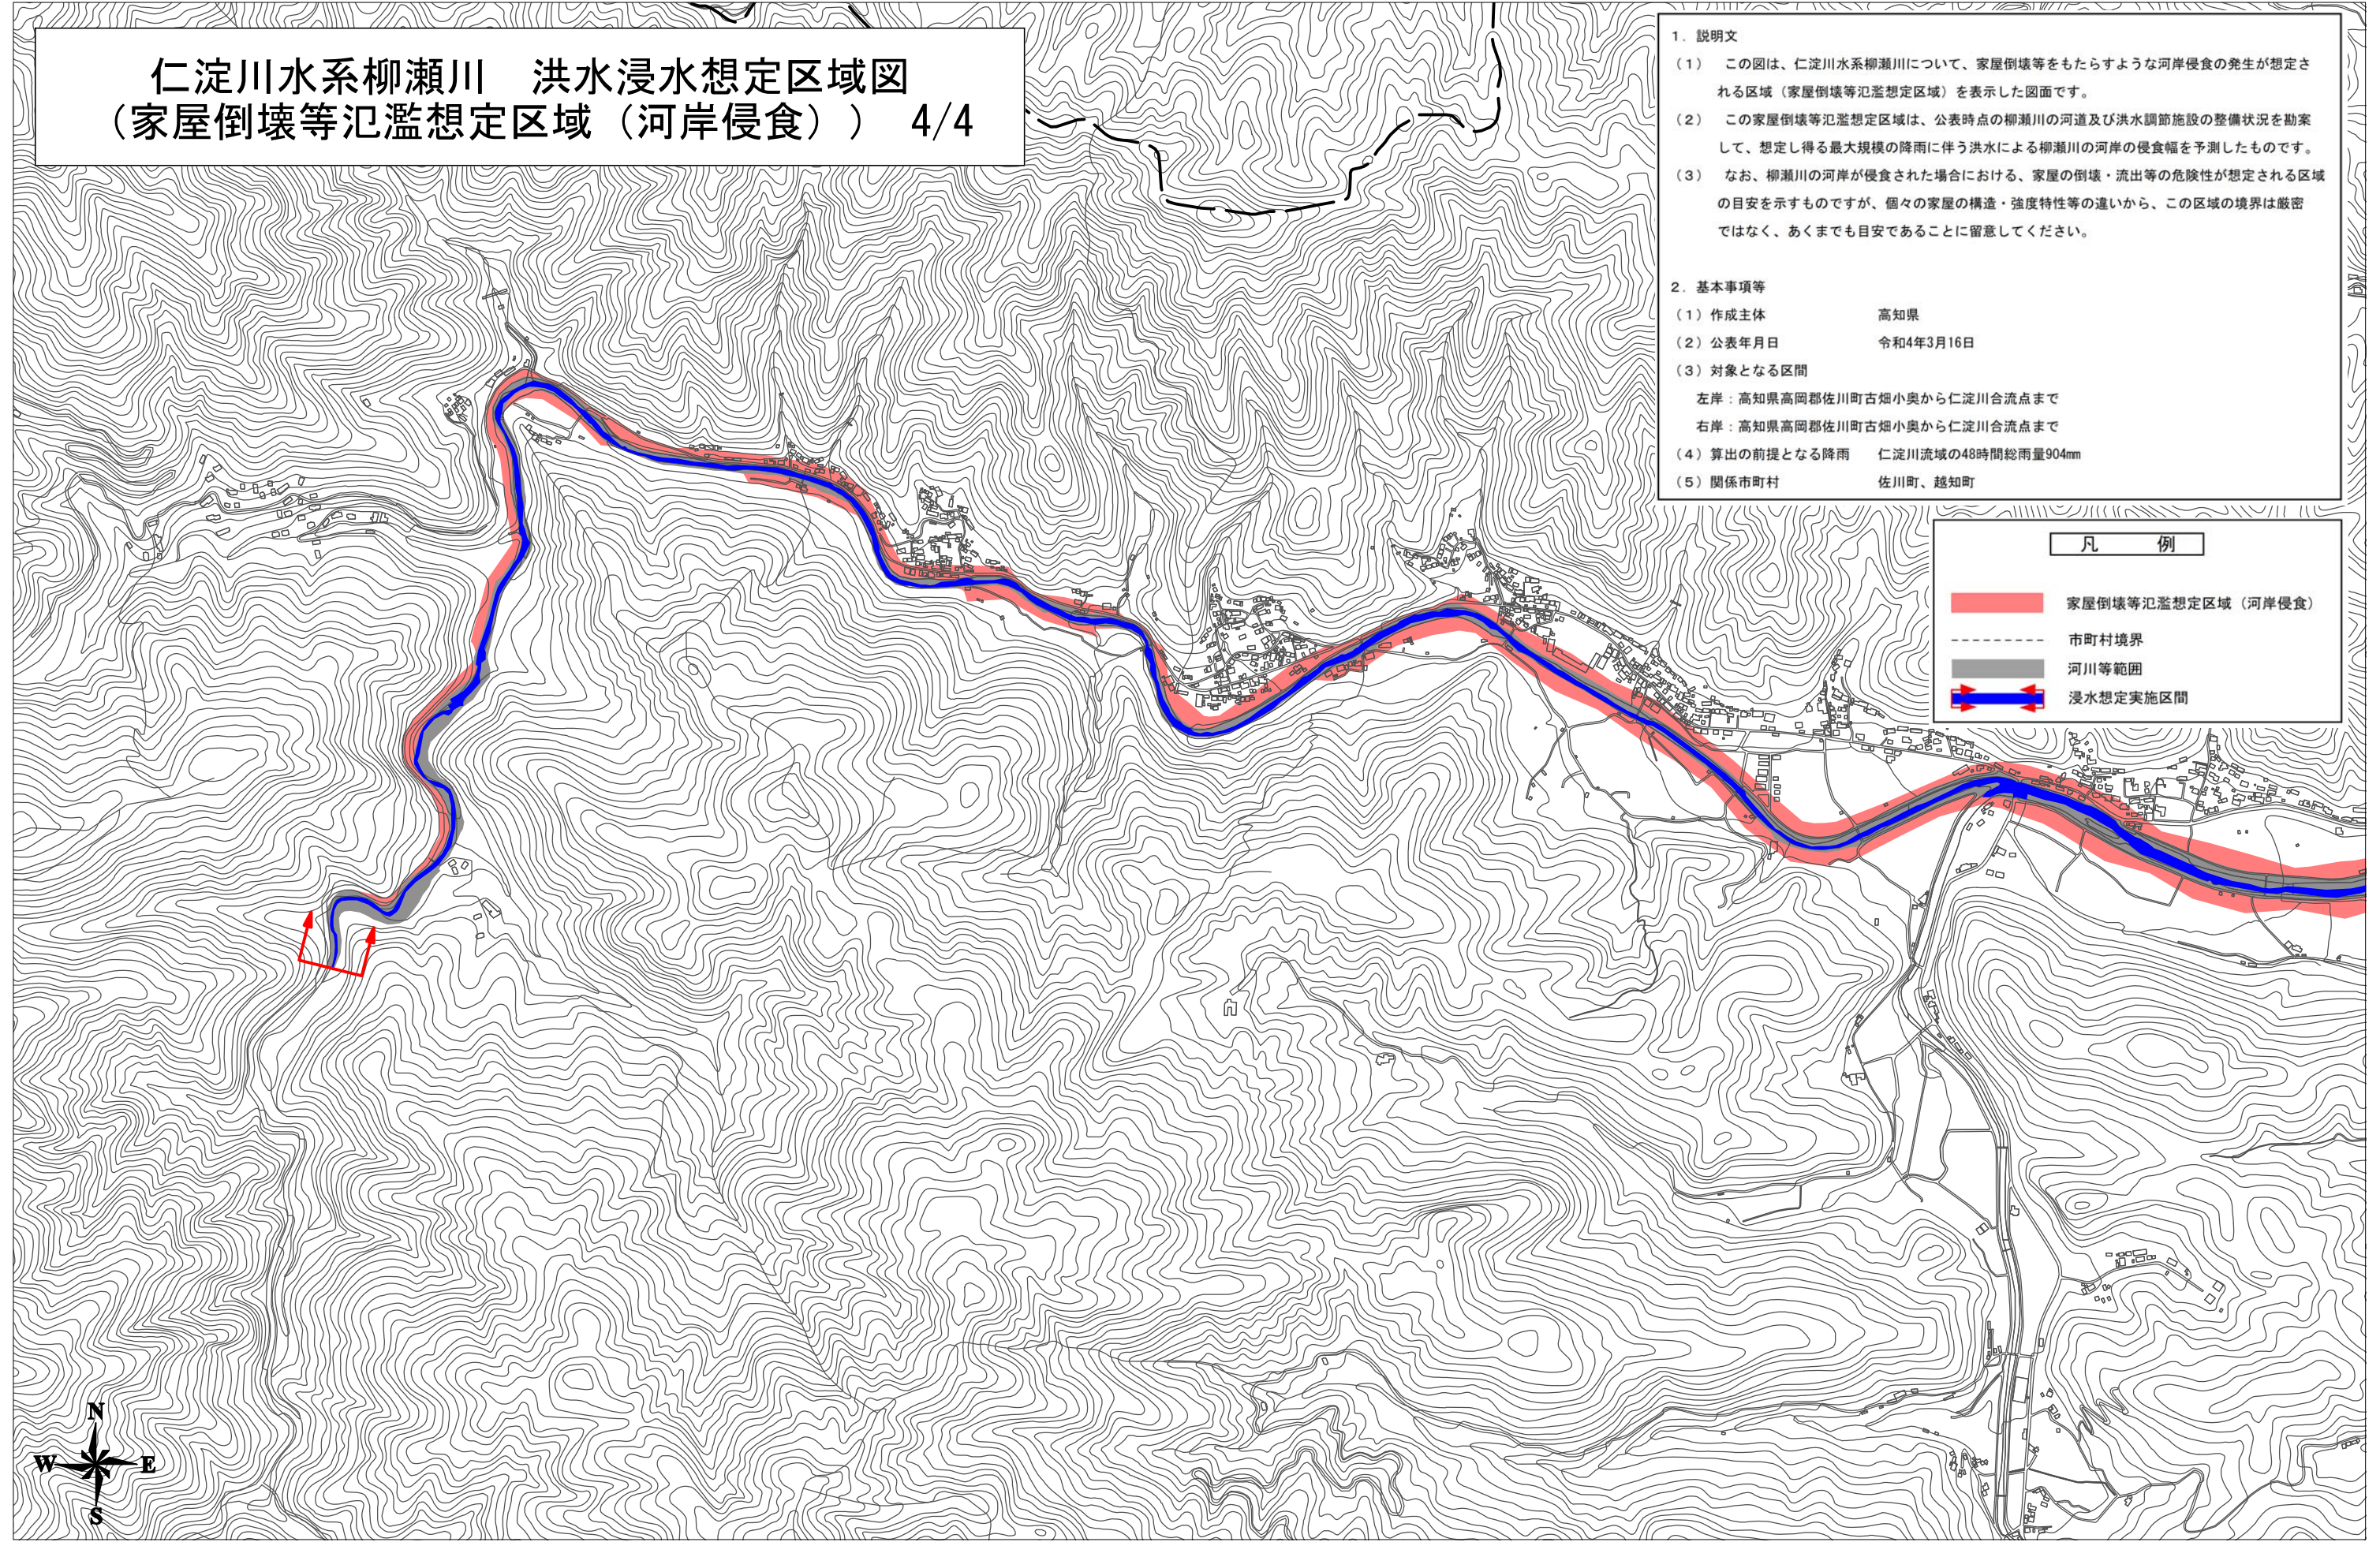 仁淀川水系柳瀬川　洪水浸水想定区域図
（家屋倒壊等氾濫想定区域（河岸侵食））　4/4
1．説明文
（1）　この図は、仁淀川水系柳瀬川について、家屋倒壊等をもたらすような河岸侵食の発生が想定さ
れる区域（家屋倒壊等氾濫想定区域）を表示した図面です。
（2）　この家屋倒壊等氾濫想定区域は、公表時点の柳瀬川の河道及び洪水調節施設の整備状況を勘案
して、想定し得る最大規模の降雨に伴う洪水による柳瀬川の河岸の侵食幅を予測したものです。
（3）　なお、柳瀬川の河岸が侵食された場合における、家屋の倒壊・流出等の危険性が想定される区域
の目安を示すものですが、個々の家屋の構造・強度特性等の違いから、この区域の境界は厳密
ではなく、あくまでも目安であることに留意してください。
2．基本事項等
（1）作成主体　高知県
（2）公表年月日　令和4年3月16日
（3）対象となる区間
左岸：高知県高岡郡佐川町古畑小奥から仁淀川合流点まで
右岸：高知県高岡郡佐川町古畑小奥から仁淀川合流点まで
（4）算出の前提となる降雨　仁淀川流域の48時間総雨量904mm
（5）関係市町村　佐川町、越知町
凡　例
家屋倒壊等氾濫想定区域（河岸侵食）
市町村境界
河川等範囲
浸水想定実施区間
N
W E
S